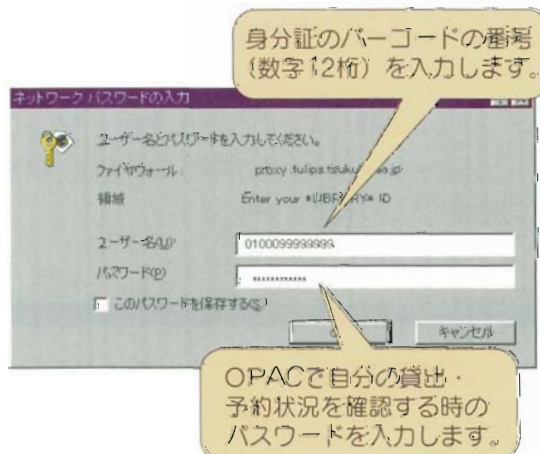 身分証のバーコードの番号
(数字12桁)を入力します。
ネットワーク パスワードの入力
ユーザー名とパスワードを入力してください。
ファイアウォール:
領域 Enter your *LIBRARY* ID
ユーザー名(U) 0100099999999
パスワード(P) ************
このパスワードを保存する(S)
キャンセル
OPACで自分の貸出・
予約状況を確認する時の
パスワードを入力します。